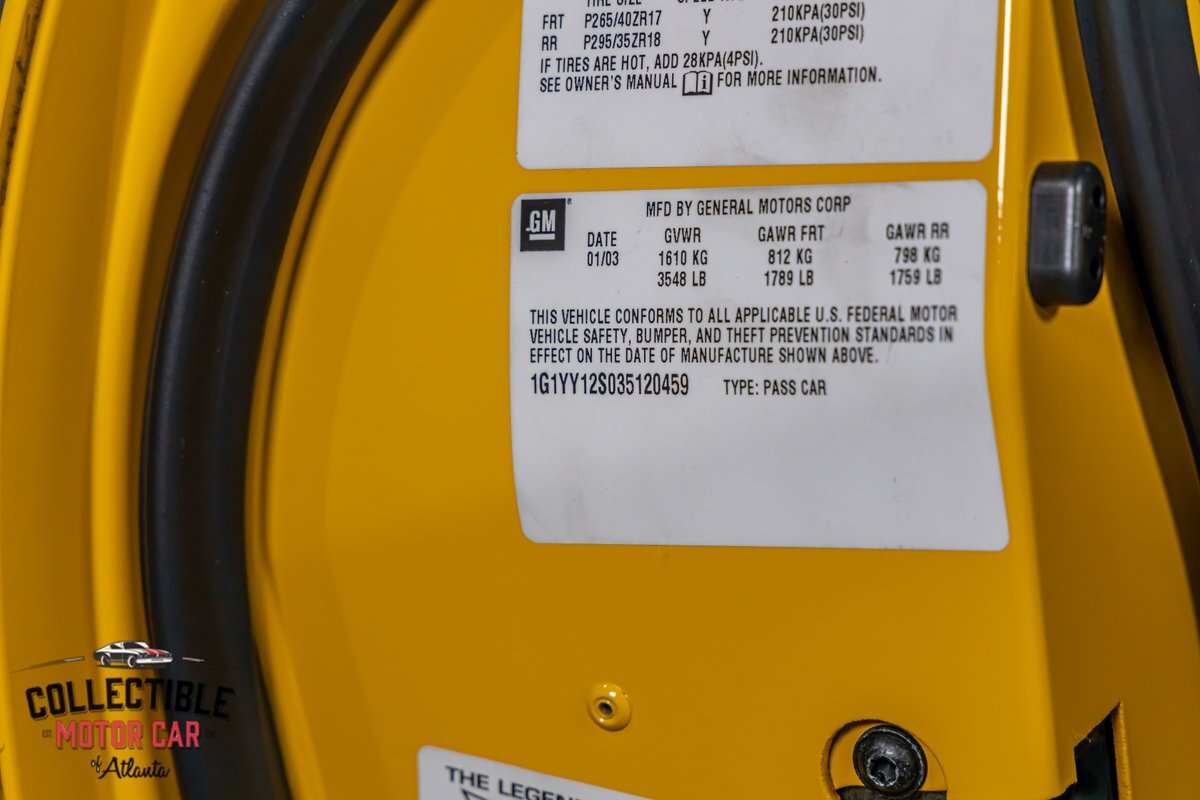 TIRE SIZE
FRT P265/40ZR17 Y 210KPA(30PSI)
RR P295/35ZR18 Y 210KPA(30PSI)
IF TIRES ARE HOT, ADD 28KPA(4PSI).
SEE OWNER'S MANUAL i FOR MORE INFORMATION.
GM MFD BY GENERAL MOTORS CORP
DATE GVWR GAWR FRT GAWR RR
01/03 1610 KG 812 KG 798 KG
3548 LB 1789 LB 1759 LB
THIS VEHICLE CONFORMS TO ALL APPLICABLE U.S. FEDERAL MOTOR
VEHICLE SAFETY, BUMPER, AND THEFT PREVENTION STANDARDS IN
EFFECT ON THE DATE OF MANUFACTURE SHOWN ABOVE.
1G1YY12S035120459 TYPE: PASS CAR
COLLECTIBLE
EST. MOTOR CAR
of Atlanta
THE